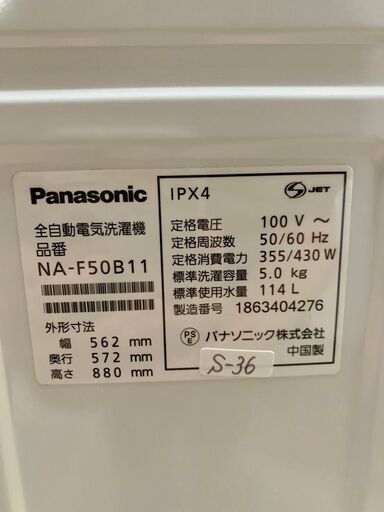 Panasonic
全自動電気洗濯機
品番
NA-F50B11
外形寸法
幅 562 mm
奥行 572 mm
高さ 880 mm
IPX4
S JET
定格電圧 100 V ～
定格周波数 50/60 Hz
定格消費電力 355/430 W
標準洗濯容量 5.0 kg
標準使用水量 114 L
製造番号 1863404276
PS E パナソニック株式会社
中国製
S-36